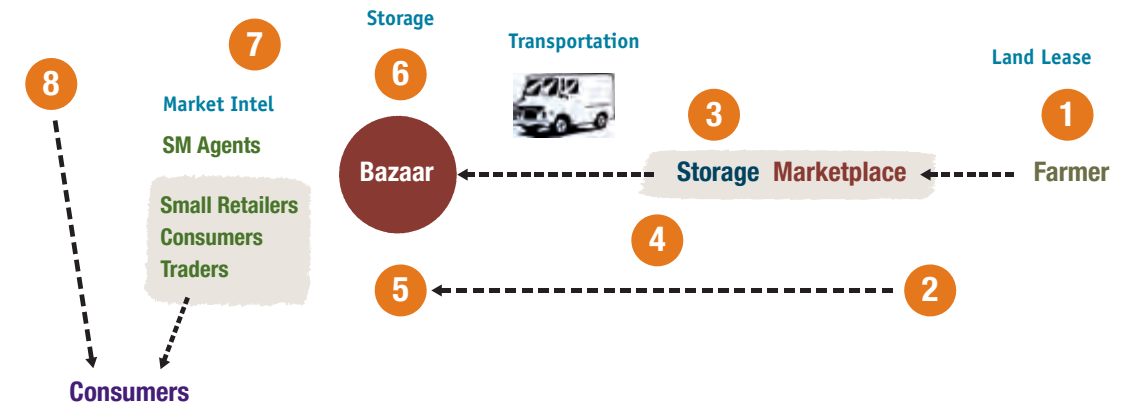 Storage
7
Transportation
Land Lease
8
6
Market Intel
3
1
SM Agents
Bazaar
Storage Marketplace
Farmer
Small Retailers
Consumers
Traders
4
5
2
Consumers